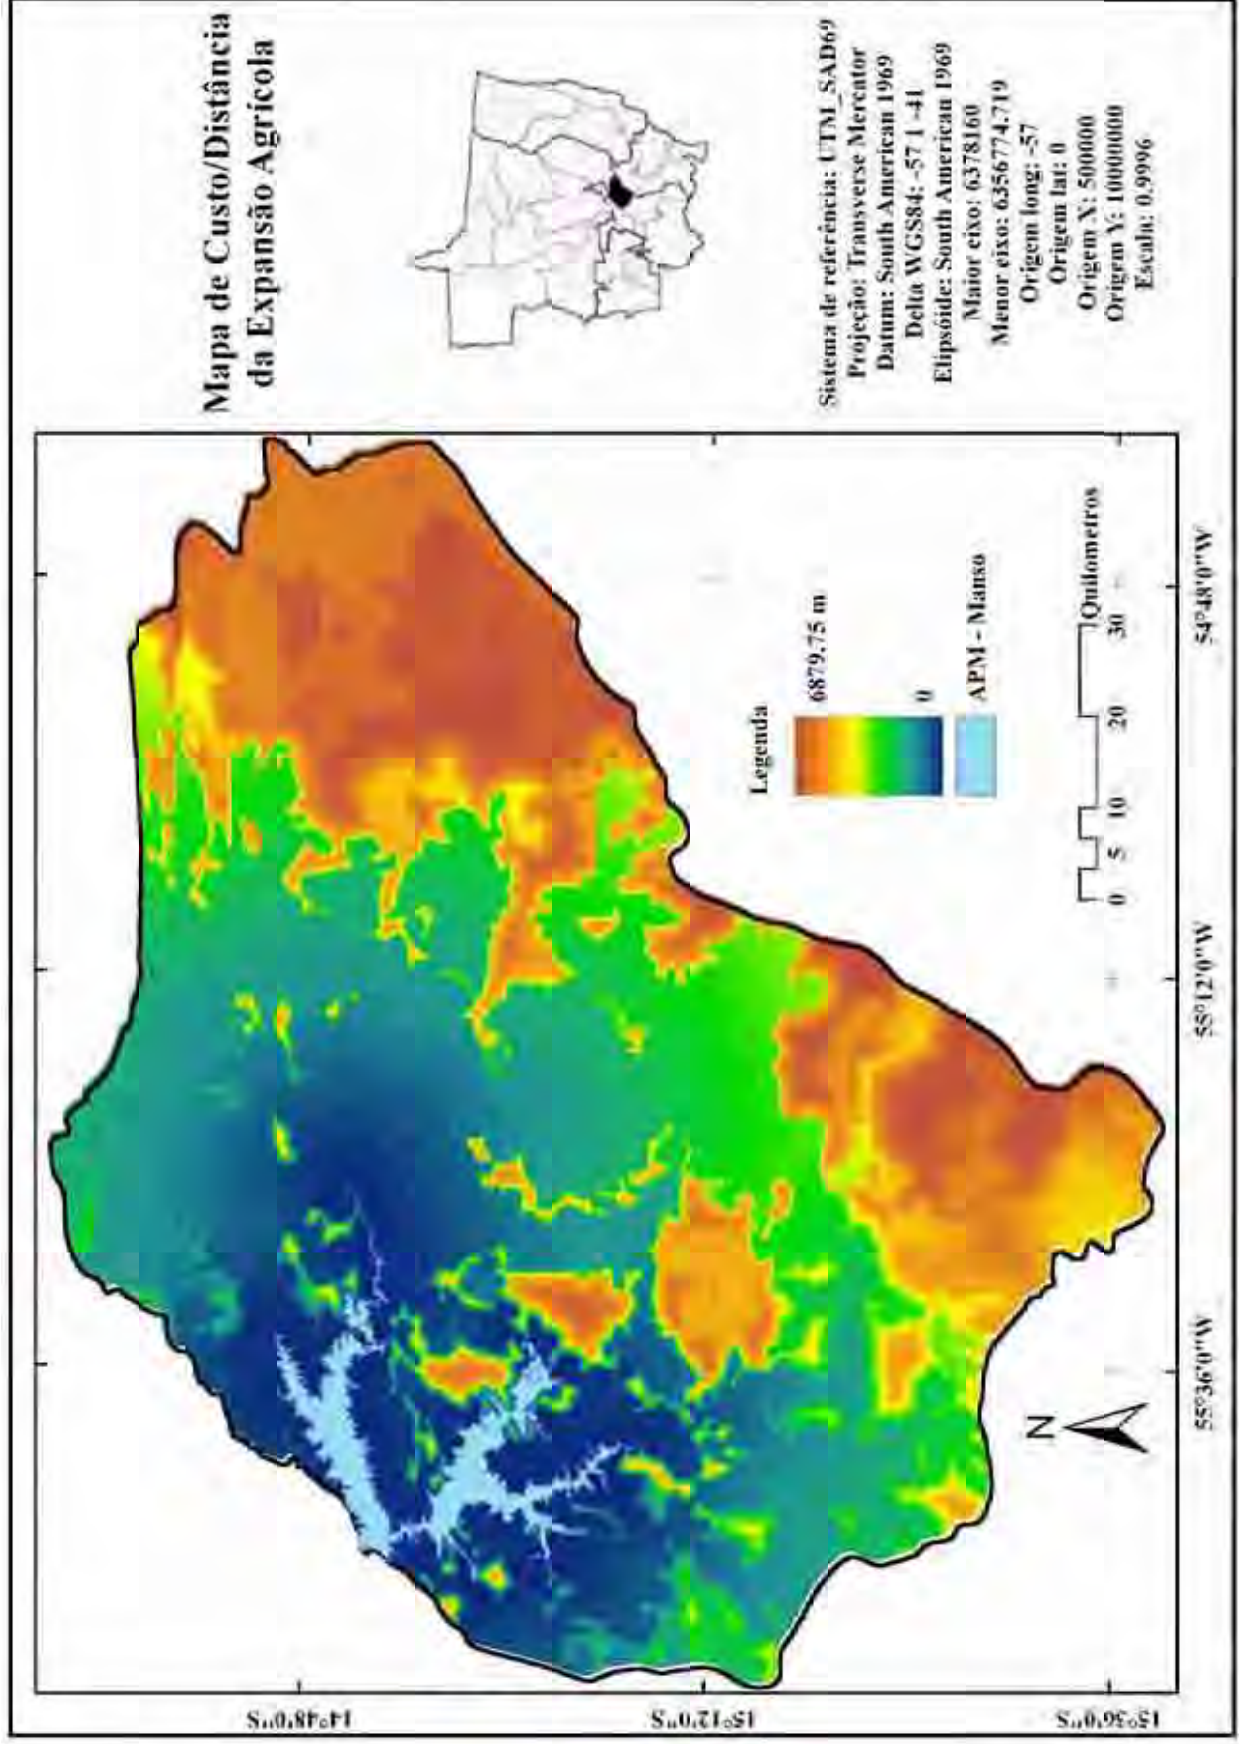 Mapa de Custo/Distância
da Expansão Agrícola
Sistema de referência: UTM_SAD69
Projeção: Transverse Mercator
Datum: South American 1969
Delta WGS84: -57 1 -41
Elipsóide: South American 1969
Maior eixo: 6378160
Menor eixo: 6356774.719
Origem long: -57
Origem lat: 0
Origem X: 500000
Origem Y: 10000000
Escala: 0.9996
Legenda
6879.75 m
0
APM - Manso
0 5 10 20 30
Quilometros
N
14°48'0"S
15°12'0"S
15°36'0"S
55°36'0"W
55°12'0"W
54°48'0"W